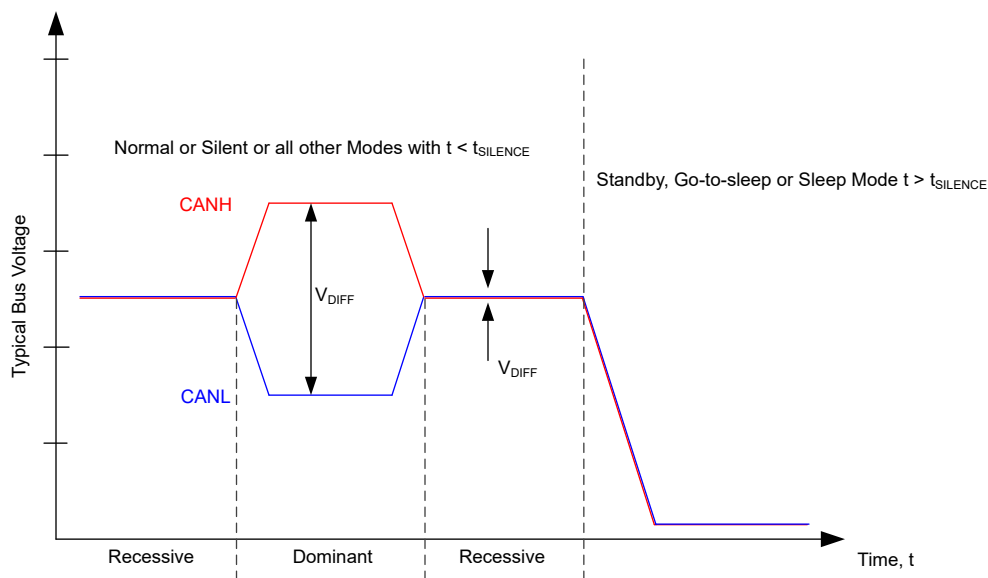 Normal or Silent or all other Modes with t < tSILENCE
Standby, Go-to-sleep or Sleep Mode t > tSILENCE
CANH
VDIFF
VDIFF
CANL
Typical Bus Voltage
Recessive
Dominant
Recessive
Time, t